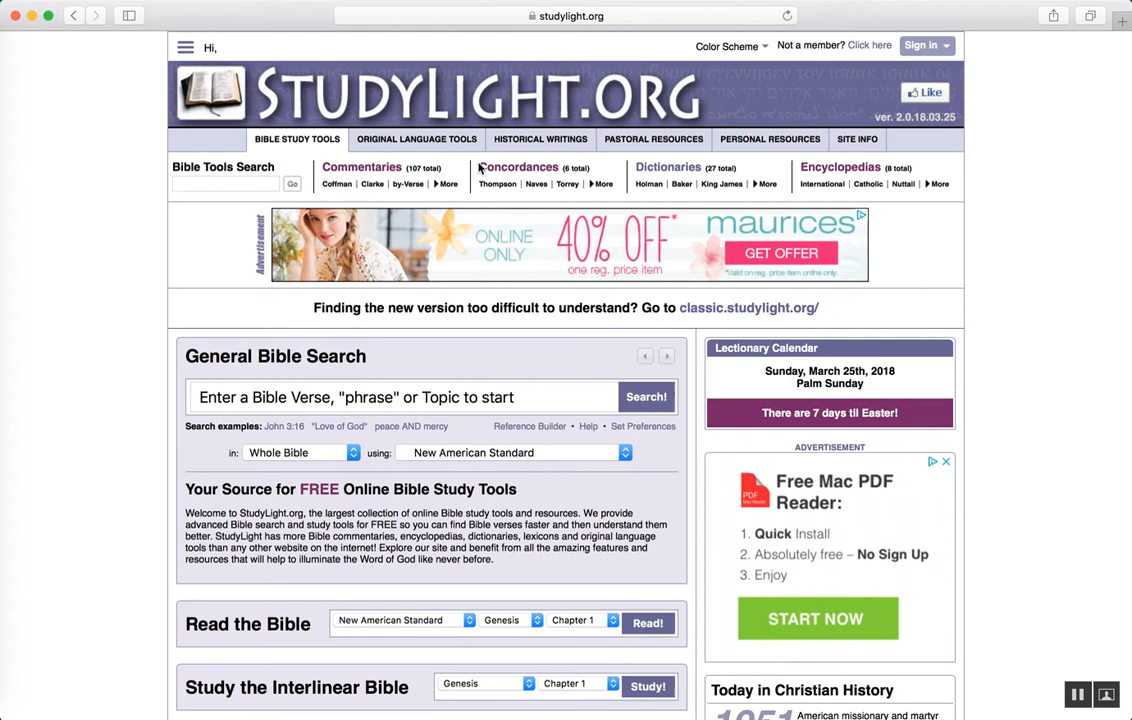 studylight.org
Hi,
Color Scheme
Not a member? Click here
Sign in
STUDYLIGHT.ORG
Like
ver. 2.0.18.03.25
BIBLE STUDY TOOLS
ORIGINAL LANGUAGE TOOLS
HISTORICAL WRITINGS
PASTORAL RESOURCES
PERSONAL RESOURCES
SITE INFO
Bible Tools Search
Go
Commentaries (107 total)
Coffman | Clarke | by-Verse | More
Concordances (6 total)
Thompson | Naves | Torrey | More
Dictionaries (27 total)
Holman | Baker | King James | More
Encyclopedias (8 total)
International | Catholic | Nuttall | More
Advertisement
ONLINE ONLY
40% OFF*
one reg. price item
maurices
GET OFFER
*Valid on reg. price item online only.
Finding the new version too difficult to understand? Go to classic.studylight.org/
General Bible Search
Enter a Bible Verse, "phrase" or Topic to start
Search!
Search examples: John 3:16 "Love of God" peace AND mercy
Reference Builder • Help • Set Preferences
in: Whole Bible using: New American Standard
Your Source for FREE Online Bible Study Tools
Welcome to StudyLight.org, the largest collection of online Bible study tools and resources. We provide
advanced Bible search and study tools for FREE so you can find Bible verses faster and then understand them
better. StudyLight has more Bible commentaries, encyclopedias, dictionaries, lexicons and original language
tools than any other website on the internet! Explore our site and benefit from all the amazing features and
resources that will help to illuminate the Word of God like never before.
Read the Bible
New American Standard
Genesis
Chapter 1
Read!
Study the Interlinear Bible
Genesis
Chapter 1
Study!
Lectionary Calendar
Sunday, March 25th, 2018
Palm Sunday
There are 7 days til Easter!
ADVERTISEMENT
PDF
Free Mac PDF
Reader:
1. Quick Install
2. Absolutely free – No Sign Up
3. Enjoy
START NOW
Today in Christian History
1951
American missionary and martyr